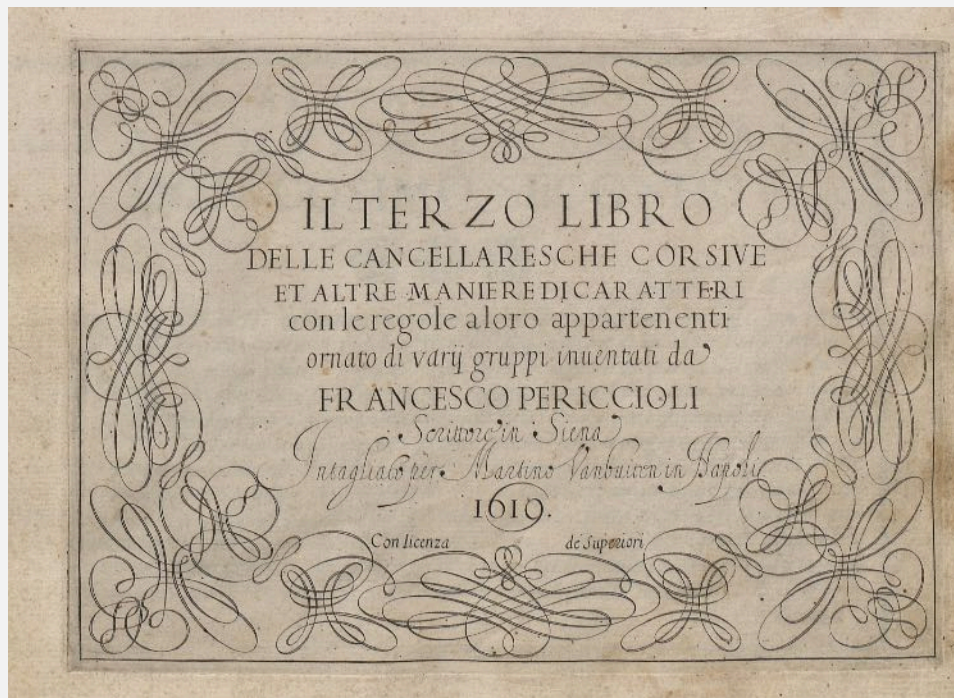 IL TERZO LIBRO
DELLE CANCELLARESCHE CORSIVE
ET ALTRE MANIERE DI CARATTERI
con le regole a loro appartenenti
ornato di varij gruppi inuentati da
FRANCESCO PERICCIOLI
Scrittore in Siena
Intagliato per Martino Vanbuiten in Napoli
1619.
Con licenza de Superiori